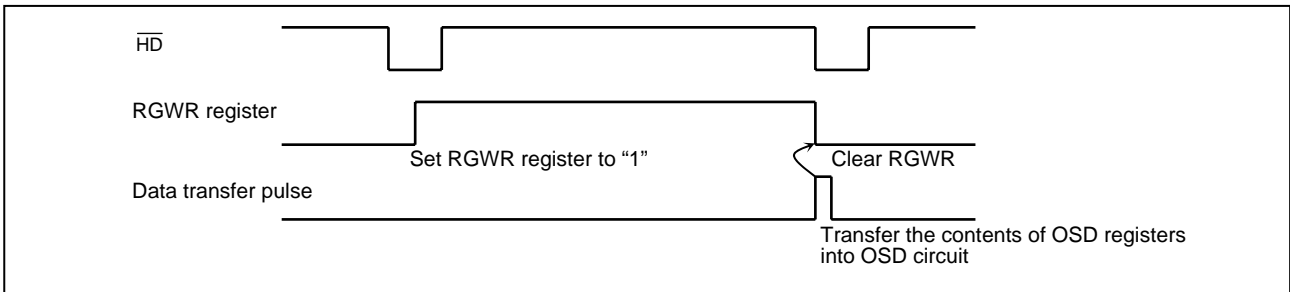 HD
RGWR register
Set RGWR register to “1”
Clear RGWR
Data transfer pulse
Transfer the contents of OSD registers
into OSD circuit